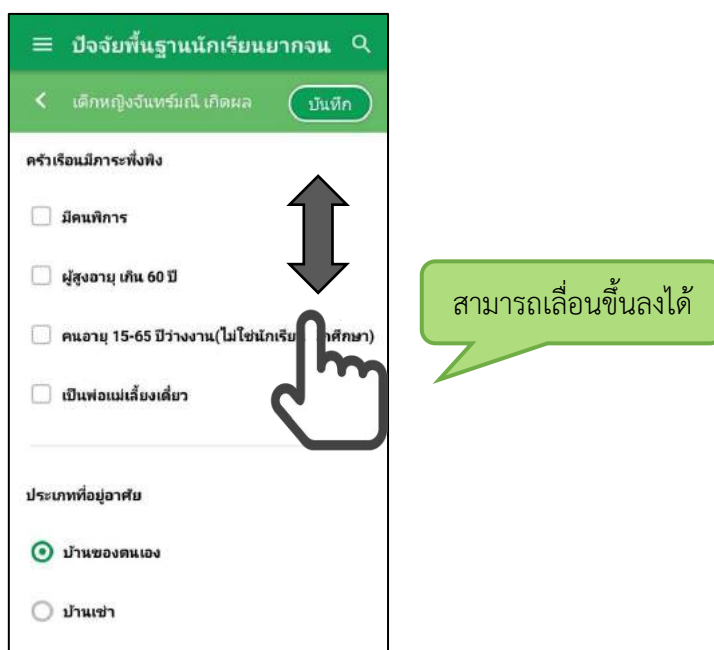 ปัจจัยพื้นฐานนักเรียนยากจน
เด็กหญิงจันทร์มณี เกิดผล
บันทึก
ครัวเรือนมีภาระพึ่งพิง
มีคนพิการ
ผู้สูงอายุ เกิน 60 ปี
คนอายุ 15-65 ปีว่างงาน(ไม่ใช่นักเรีย ศึกษา)
เป็นพ่อแม่เลี้ยงเดี่ยว
สามารถเลื่อนขึ้นลงได้
ประเภทที่อยู่อาศัย
บ้านของตนเอง
บ้านเช่า